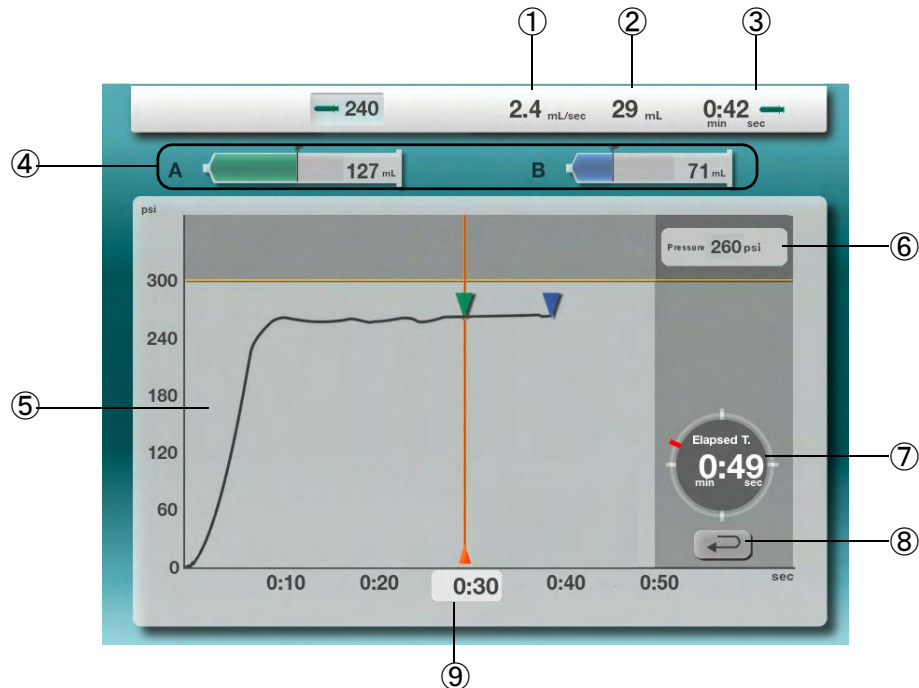 ① ② ③
240 2.4 mL/sec 29 mL 0:42 min sec
④ A 127 mL B 71 mL
psi
Pressure 260 psi ⑥
300
240
180
⑤
120
Elapsed T.
0:49 ⑦
min sec
60
⑧
0
0:10 0:20 0:30 0:40 0:50 sec
⑨